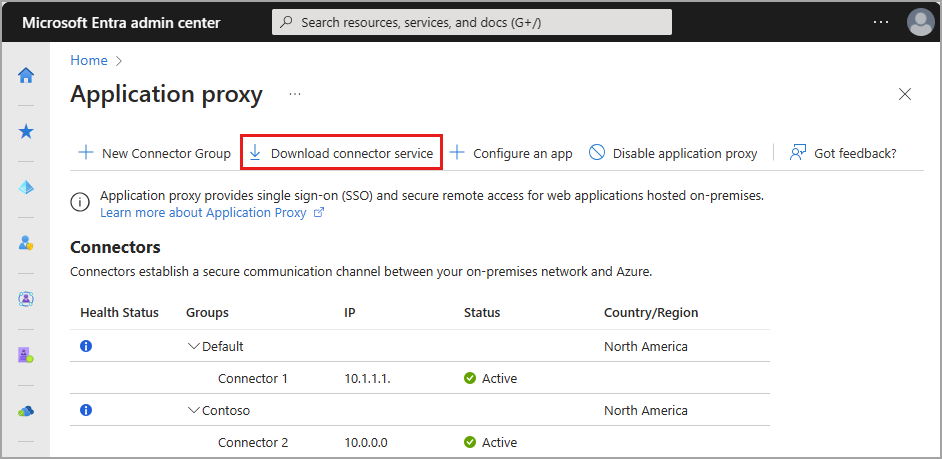 Microsoft Entra admin center
Search resources, services, and docs (G+/)
Home
Application proxy
New Connector Group Download connector service Configure an app Disable application proxy Got feedback?
Application proxy provides single sign-on (SSO) and secure remote access for web applications hosted on-premises.
Learn more about Application Proxy
Connectors
Connectors establish a secure communication channel between your on-premises network and Azure.
Health Status Groups IP Status Country/Region
Default North America
Connector 1 10.1.1.1. Active
Contoso North America
Connector 2 10.0.0.0 Active